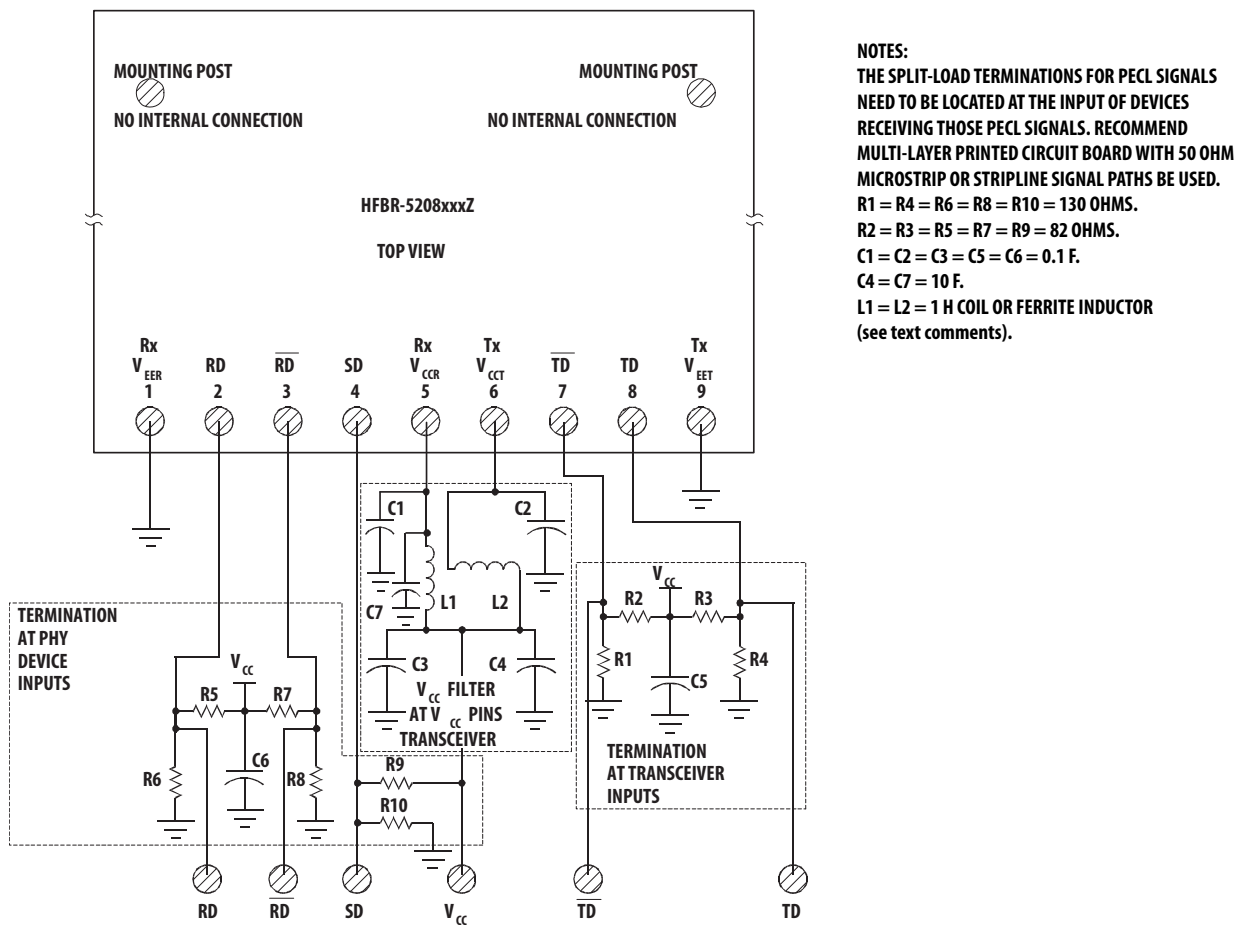 MOUNTING POST
MOUNTING POST
NO INTERNAL CONNECTION
NO INTERNAL CONNECTION
HFBR-5208xxxZ
TOP VIEW
Rx
V EER
1
RD
2
RD
3
SD
4
Rx
V CCR
5
Tx
V CCT
6
TD
7
TD
8
Tx
V EET
9
NOTES:
THE SPLIT-LOAD TERMINATIONS FOR PECL SIGNALS
NEED TO BE LOCATED AT THE INPUT OF DEVICES
RECEIVING THOSE PECL SIGNALS. RECOMMEND
MULTI-LAYER PRINTED CIRCUIT BOARD WITH 50 OHM
MICROSTRIP OR STRIPLINE SIGNAL PATHS BE USED.
R1 = R4 = R6 = R8 = R10 = 130 OHMS.
R2 = R3 = R5 = R7 = R9 = 82 OHMS.
C1 = C2 = C3 = C5 = C6 = 0.1 F.
C4 = C7 = 10 F.
L1 = L2 = 1 H COIL OR FERRITE INDUCTOR
(see text comments).
C1
C2
C7
L1
L2
C3
C4
V CC FILTER
AT V CC PINS
TRANSCEIVER
TERMINATION
AT PHY
DEVICE
INPUTS
V CC
R5
R7
R6
C6
R8
R9
R10
V CC
R2
R3
R1
C5
R4
TERMINATION
AT TRANSCEIVER
INPUTS
RD
RD
SD
V CC
TD
TD